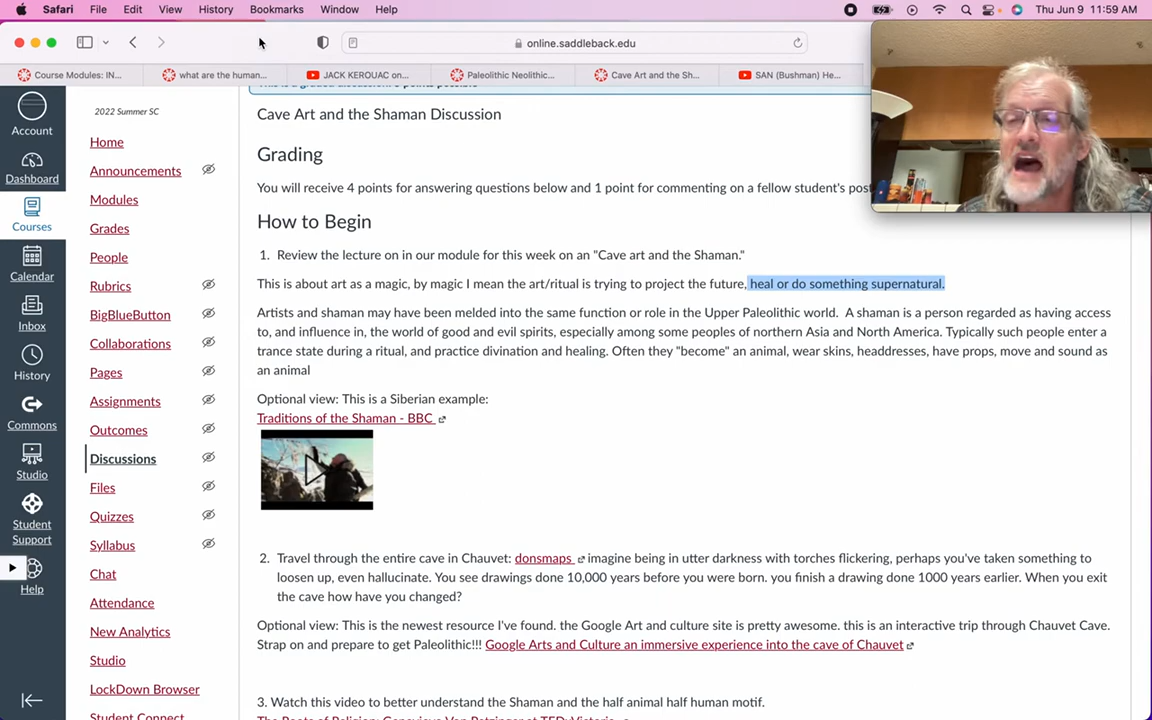 Safari File Edit View History Bookmarks Window Help Thu Jun 9 11:59 AM
online.saddleback.edu
Course Modules: IN... what are the human... JACK KEROUAC on... Paleolithic Neolithic... Cave Art and the Sh... SAN (Bushman) He...
Account
Dashboard
Courses
Calendar
Inbox
History
Commons
Studio
Student
Support
Help
2022 Summer SC
Home
Announcements
Modules
Grades
People
Rubrics
BigBlueButton
Collaborations
Pages
Assignments
Outcomes
Discussions
Files
Quizzes
Syllabus
Chat
Attendance
New Analytics
Studio
LockDown Browser
Student Connect
This is a graded discussion: 5 points possible
Cave Art and the Shaman Discussion
Grading
You will receive 4 points for answering questions below and 1 point for commenting on a fellow student's post
How to Begin
1. Review the lecture on in our module for this week on an "Cave art and the Shaman."
This is about art as a magic, by magic I mean the art/ritual is trying to project the future, heal or do something supernatural.
Artists and shaman may have been melded into the same function or role in the Upper Paleolithic world. A shaman is a person regarded as having access
to, and influence in, the world of good and evil spirits, especially among some peoples of northern Asia and North America. Typically such people enter a
trance state during a ritual, and practice divination and healing. Often they "become" an animal, wear skins, headdresses, have props, move and sound as
an animal
Optional view: This is a Siberian example:
Traditions of the Shaman - BBC
2. Travel through the entire cave in Chauvet: donsmaps imagine being in utter darkness with torches flickering, perhaps you've taken something to
loosen up, even hallucinate. You see drawings done 10,000 years before you were born. you finish a drawing done 1000 years earlier. When you exit
the cave how have you changed?
Optional view: This is the newest resource I've found. the Google Art and culture site is pretty awesome. this is an interactive trip through Chauvet Cave.
Strap on and prepare to get Paleolithic!!! Google Arts and Culture an immersive experience into the cave of Chauvet
3. Watch this video to better understand the Shaman and the half animal half human motif.
The Roots of Religion: Genevieve Von Petzinger at TEDxVictoria